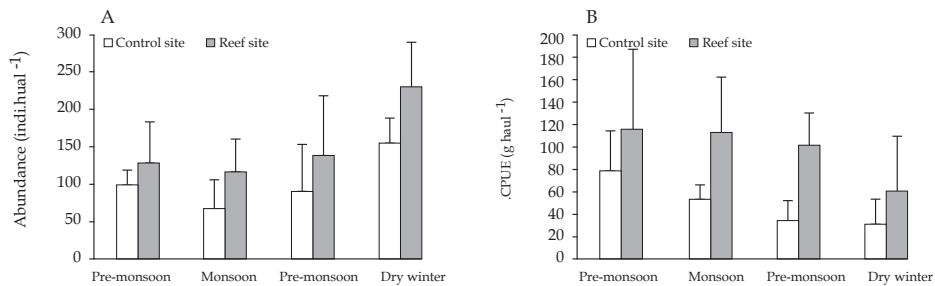 A
Abundance (indi.hual -1)
300
250
200
150
100
50
0
Control site Reef site
Pre-monsoon Monsoon Pre-monsoon Dry winter
B
.CPUE (g haul -1)
200
180
160
140
120
100
80
60
40
20
0
Control site Reef site
Pre-monsoon Monsoon Pre-monsoon Dry winter